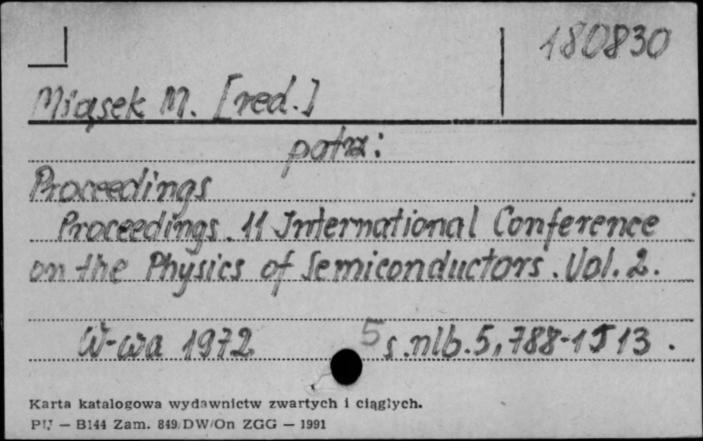 180830
Miąsek M. [red.]
patrz:
Proceedings
Proceedings. 11 International Conference
on the Physics of Semiconductors. Vol. 2.
W-wa 1972 5 s.nlb.5, 788-1513.
Karta katalogowa wydawnictw zwartych i ciągłych.
PU — B144 Zam. 849/DW/On ZGG — 1991